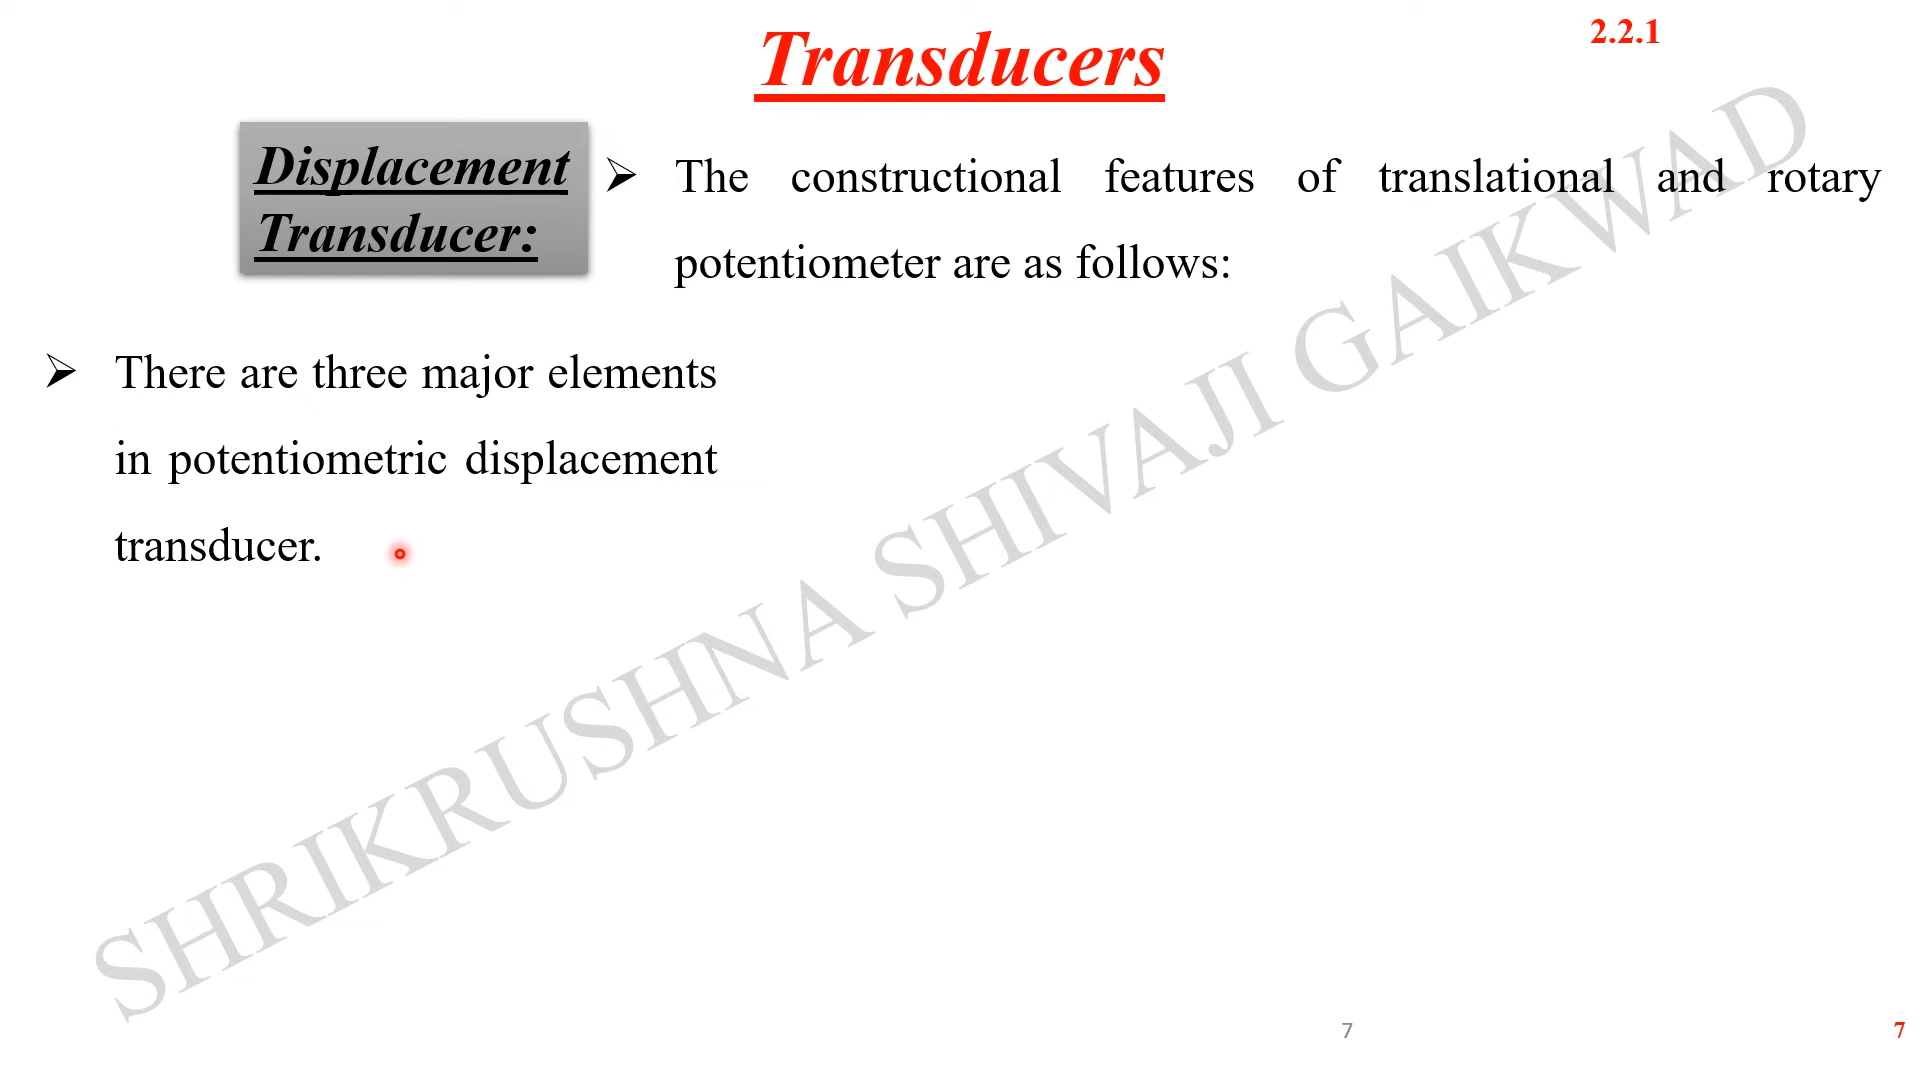 Transducers
2.2.1
Displacement
Transducer:
➢ The constructional features of translational and rotary
potentiometer are as follows:
➢ There are three major elements
in potentiometric displacement
transducer.
SHRIKRUSHNA SHIVAJI GAIKWAD
7
7